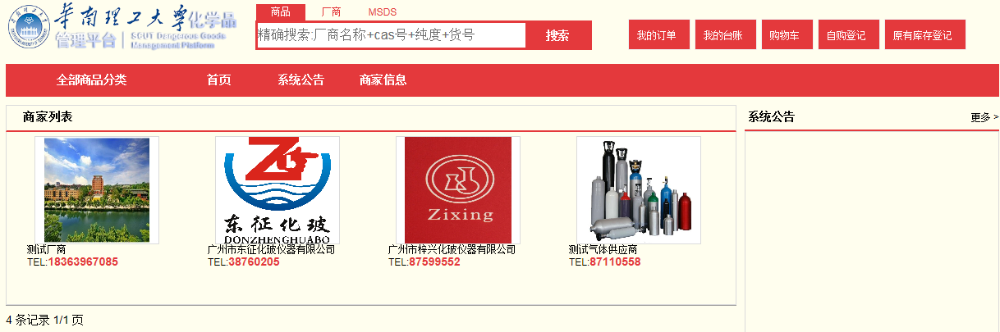 华南理工大学化学品
管理平台 SCUT Dangerous Goods
Management Platform
商品 厂商 MSDS
精确搜索:厂商名称+cas号+纯度+货号 搜索
我的订单 我的台账 购物车 自购登记 原有库存登记
全部商品分类 首页 系统公告 商家信息
商家列表
系统公告 更多 >
东征化玻
DONZHENGHUABO
Zixing
测试厂商
TEL:18363967085
广州市东征化玻仪器有限公司
TEL:38760205
广州市梓兴化玻仪器有限公司
TEL:87599552
测试气体供应商
TEL:87110558
4 条记录 1/1 页